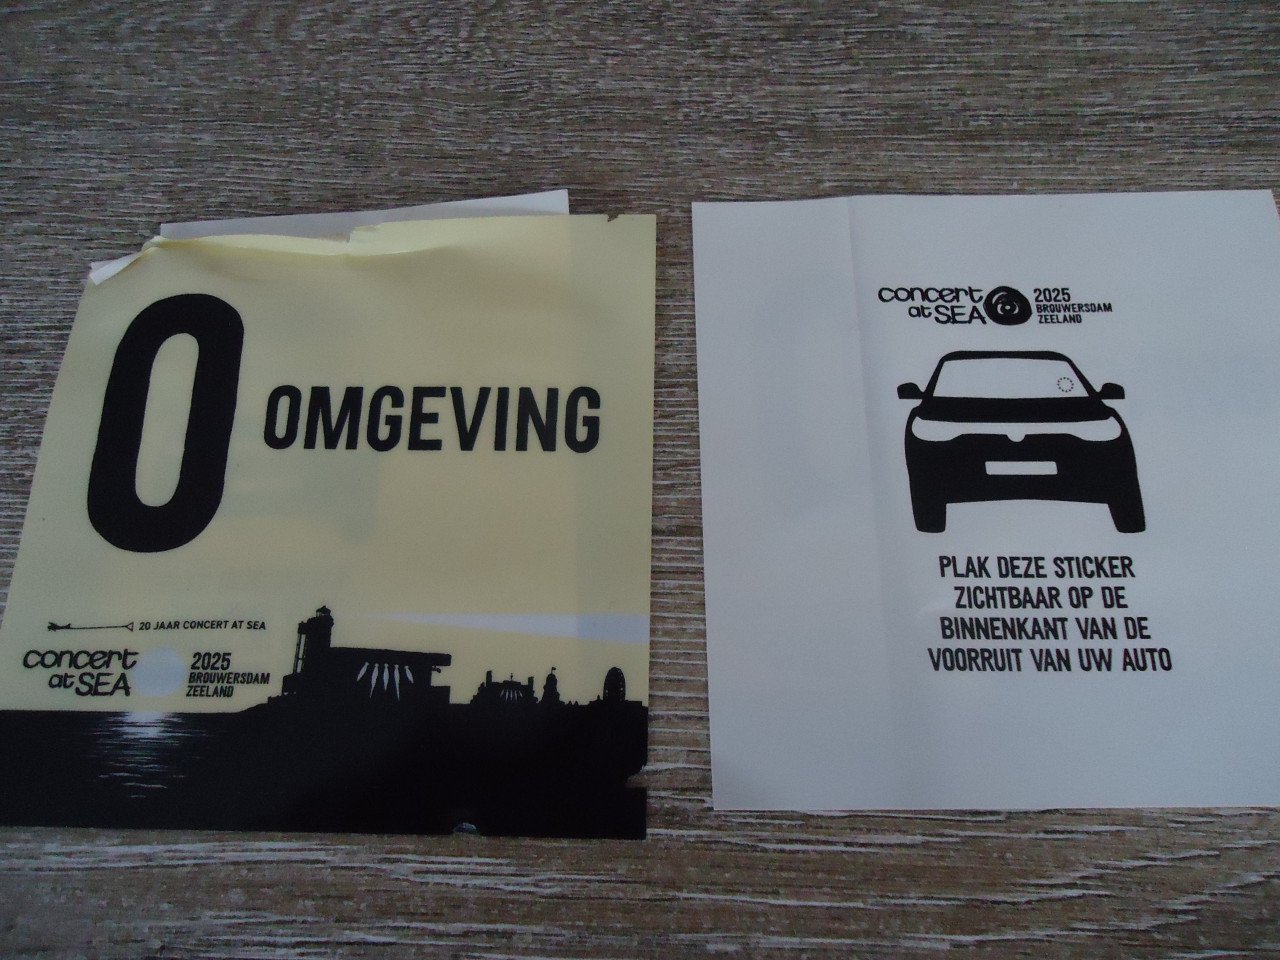 O OMGEVING
20 JAAR CONCERT AT SEA
concert
at SEA
2025
BROUWERSDAM
ZEELAND
concert
at SEA
2025
BROUWERSDAM
ZEELAND
PLAK DEZE STICKER
ZICHTBAAR OP DE
BINNENKANT VAN DE
VOORRUIT VAN UW AUTO